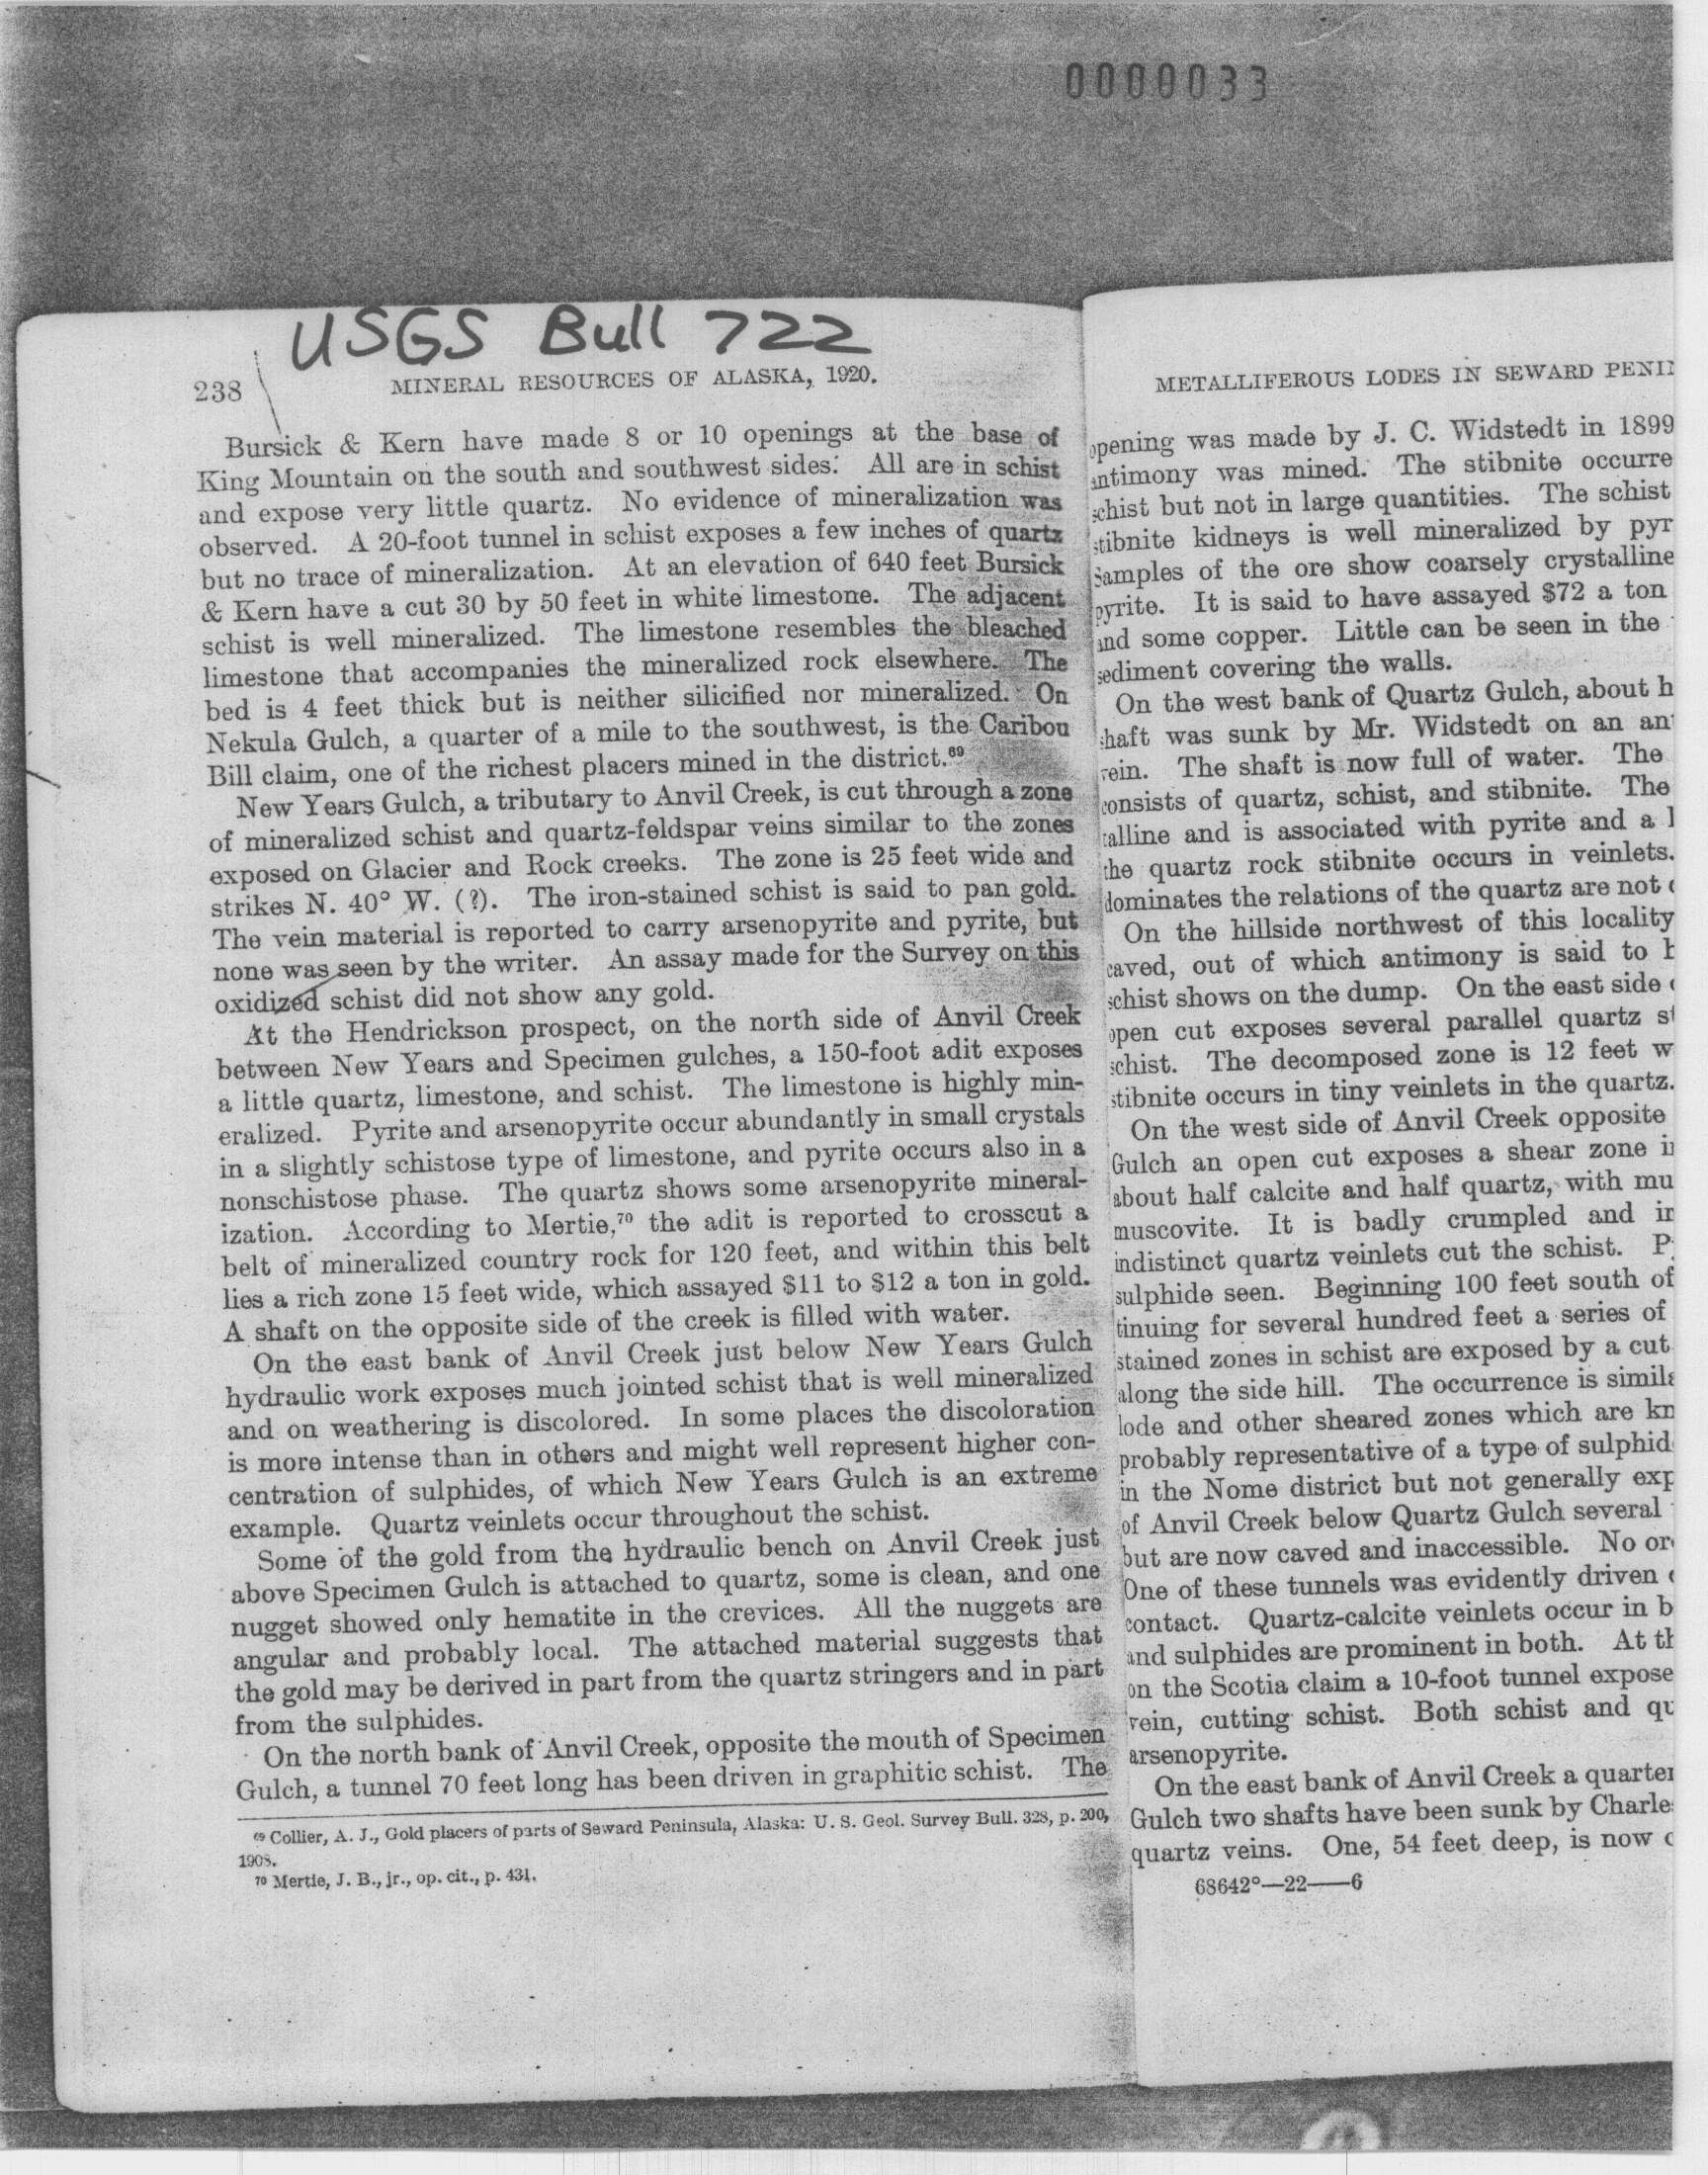 0000033
USGS Bull 722
238 MINERAL RESOURCES OF ALASKA, 1920.
Bursick & Kern have made 8 or 10 openings at the base of
King Mountain on the south and southwest sides. All are in schist
and expose very little quartz. No evidence of mineralization was
observed. A 20-foot tunnel in schist exposes a few inches of quartz
but no trace of mineralization. At an elevation of 640 feet Bursick
& Kern have a cut 30 by 50 feet in white limestone. The adjacent
schist is well mineralized. The limestone resembles the bleached
limestone that accompanies the mineralized rock elsewhere. The
bed is 4 feet thick but is neither silicified nor mineralized. On
Nekula Gulch, a quarter of a mile to the southwest, is the Caribou
Bill claim, one of the richest placers mined in the district.⁶⁹
New Years Gulch, a tributary to Anvil Creek, is cut through a zone
of mineralized schist and quartz-feldspar veins similar to the zones
exposed on Glacier and Rock creeks. The zone is 25 feet wide and
strikes N. 40° W. (?). The iron-stained schist is said to pan gold.
The vein material is reported to carry arsenopyrite and pyrite, but
none was seen by the writer. An assay made for the Survey on this
oxidized schist did not show any gold.
At the Hendrickson prospect, on the north side of Anvil Creek
between New Years and Specimen gulches, a 150-foot adit exposes
a little quartz, limestone, and schist. The limestone is highly min-
eralized. Pyrite and arsenopyrite occur abundantly in small crystals
in a slightly schistose type of limestone, and pyrite occurs also in a
nonschistose phase. The quartz shows some arsenopyrite mineral-
ization. According to Mertie,⁷⁰ the adit is reported to crosscut a
belt of mineralized country rock for 120 feet, and within this belt
lies a rich zone 15 feet wide, which assayed $11 to $12 a ton in gold.
A shaft on the opposite side of the creek is filled with water.
On the east bank of Anvil Creek just below New Years Gulch
hydraulic work exposes much jointed schist that is well mineralized
and on weathering is discolored. In some places the discoloration
is more intense than in others and might well represent higher con-
centration of sulphides, of which New Years Gulch is an extreme
example. Quartz veinlets occur throughout the schist.
Some of the gold from the hydraulic bench on Anvil Creek just
above Specimen Gulch is attached to quartz, some is clean, and one
nugget showed only hematite in the crevices. All the nuggets are
angular and probably local. The attached material suggests that
the gold may be derived in part from the quartz stringers and in part
from the sulphides.
On the north bank of Anvil Creek, opposite the mouth of Specimen
Gulch, a tunnel 70 feet long has been driven in graphitic schist. The
⁶⁹ Collier, A. J., Gold placers of parts of Seward Peninsula, Alaska: U. S. Geol. Survey Bull. 328, p. 200,
1908.
⁷⁰ Mertie, J. B., jr., op. cit., p. 431.
METALLIFEROUS LODES IN SEWARD
opening was made by J. C. Widstedt in 1899
antimony was mined. The stibnite occurre
schist but not in large quantities. The schist
stibnite kidneys is well mineralized by pyr
Samples of the ore show coarsely crystalline
pyrite. It is said to have assayed $72 a ton
and some copper. Little can be seen in the
sediment covering the walls.
On the west bank of Quartz Gulch, about h
shaft was sunk by Mr. Widstedt on an an
vein. The shaft is now full of water. The
consists of quartz, schist, and stibnite. The
talline and is associated with pyrite and a l
the quartz rock stibnite occurs in veinlets.
dominates the relations of the quartz are not
On the hillside northwest of this locality
caved, out of which antimony is said to
schist shows on the dump. On the east side
open cut exposes several parallel quartz st
schist. The decomposed zone is 12 feet w
stibnite occurs in tiny veinlets in the quartz.
On the west side of Anvil Creek opposite
Gulch an open cut exposes a shear zone i
about half calcite and half quartz, with mu
muscovite. It is badly crumpled and ir
indistinct quartz veinlets cut the schist. P
sulphide seen. Beginning 100 feet south of
tinuing for several hundred feet a series of
stained zones in schist are exposed by a cut
along the side hill. The occurrence is simila
lode and other sheared zones which are kn
probably representative of a type of sulphid
in the Nome district but not generally exp
of Anvil Creek below Quartz Gulch several
but are now caved and inaccessible. No or
One of these tunnels was evidently driven
contact. Quartz-calcite veinlets occur in b
and sulphides are prominent in both. At th
on the Scotia claim a 10-foot tunnel expose
vein, cutting schist. Both schist and qu
arsenopyrite.
On the east bank of Anvil Creek a quarter
Gulch two shafts have been sunk by Charle
quartz veins. One, 54 feet deep, is now
68642°—22——6